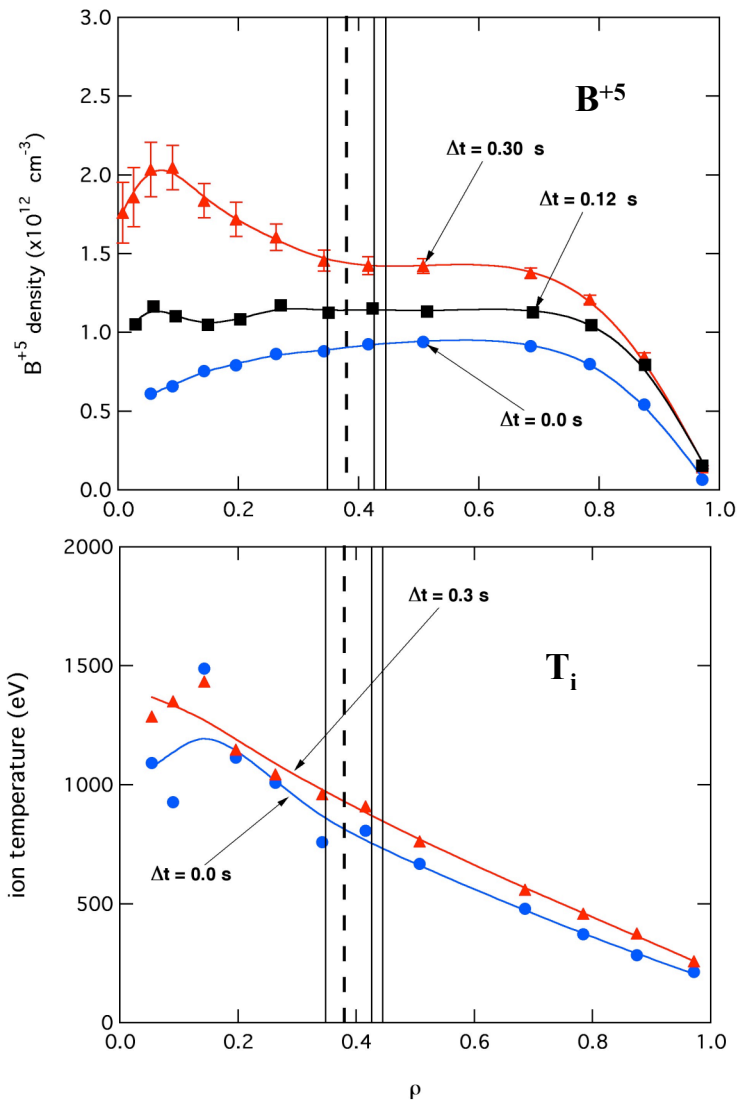 3.0
B+5
2.5
Δt = 0.30 s
2.0
Δt = 0.12 s
1.5
1.0
0.5
Δt = 0.0 s
0.0
B+5 density (x10^12 cm^-3)
0.0 0.2 0.4 0.6 0.8 1.0
2000
Δt = 0.3 s
Ti
1500
1000
Δt = 0.0 s
500
0
ion temperature (eV)
0.0 0.2 0.4 0.6 0.8 1.0
ρ